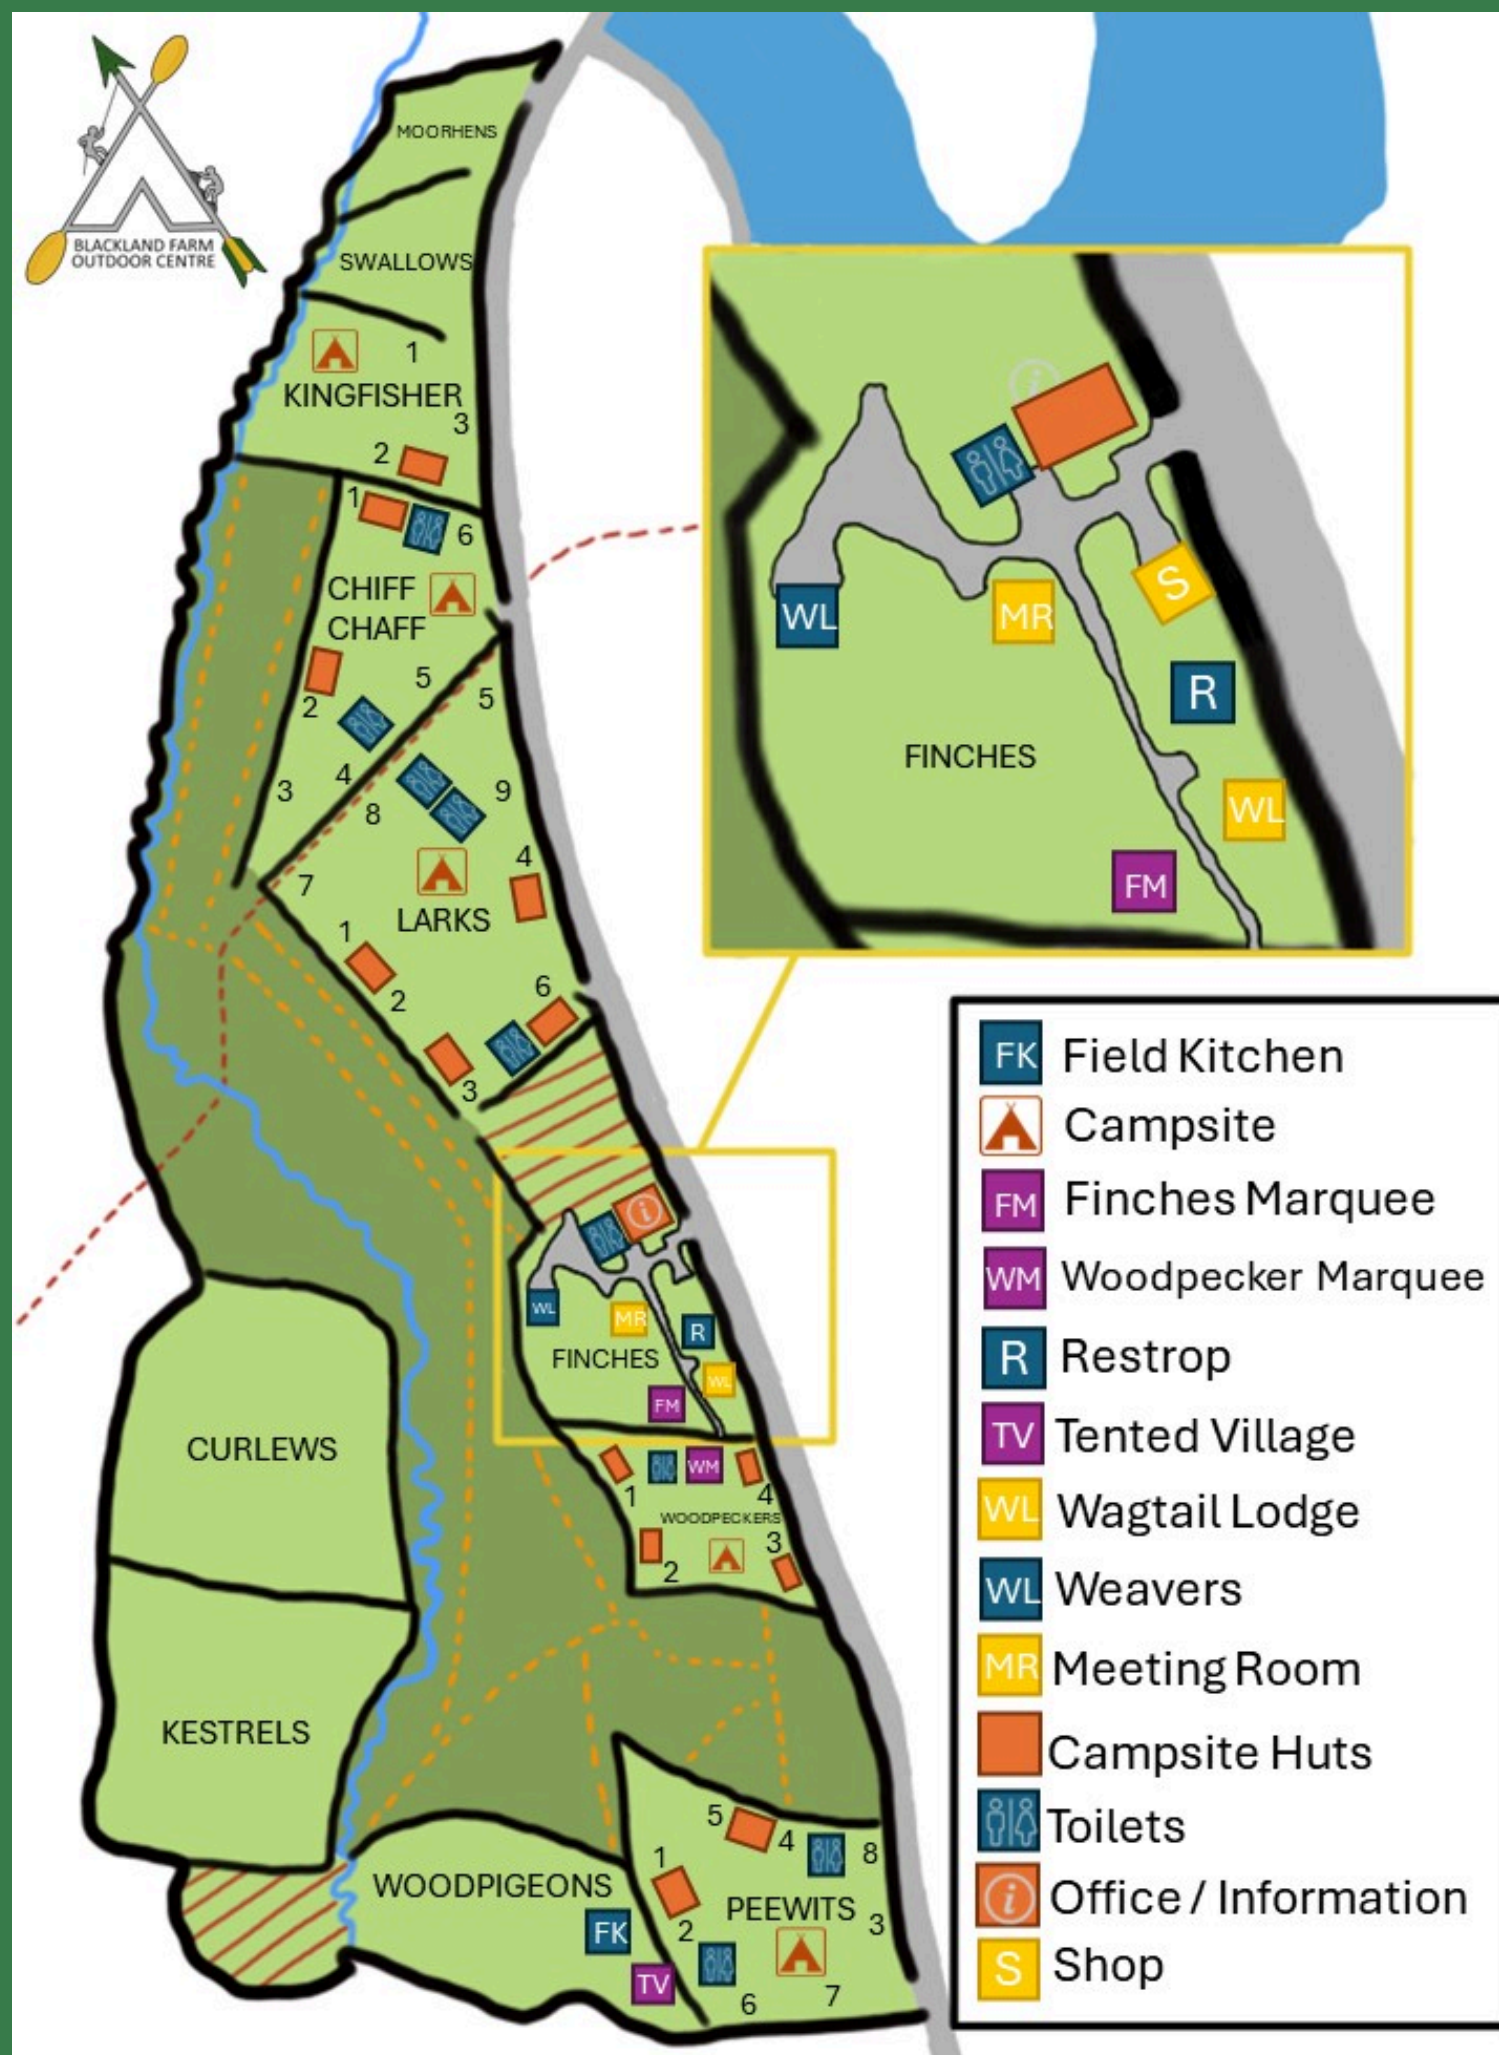 BLACKLAND FARM
OUTDOOR CENTRE
MOORHENS
SWALLOWS
1
KINGFISHER
3
2
1
6
CHIFF
CHAFF
5
2
5
3
4
8
9
7
4
LARKS
1
2
6
3
i
WL
MR
S
R
FINCHES
WL
FM
i
WL
MR
R
FINCHES
WL
FM
WM
1
4
WOODPECKERS
3
2
CURLEWS
KESTRELS
5
4
8
1
WOODPIGEONS
PEEWITS
FK
2
3
TV
6
7
FK Field Kitchen
Campsite
FM Finches Marquee
WM Woodpecker Marquee
R Restrop
TV Tented Village
WL Wagtail Lodge
WL Weavers
MR Meeting Room
Campsite Huts
Toilets
i Office / Information
S Shop